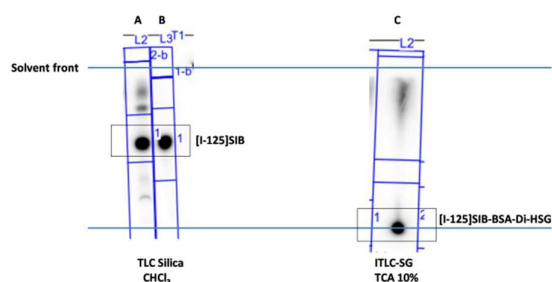 A B C
L2 L3 T1 L2
2-b
Solvent front
1-b
1 1 [I-125]SIB
1 2 [I-125]SIB-BSA-Di-HSG
TLC Silica ITLC-SG
CHCl₃ TCA 10%